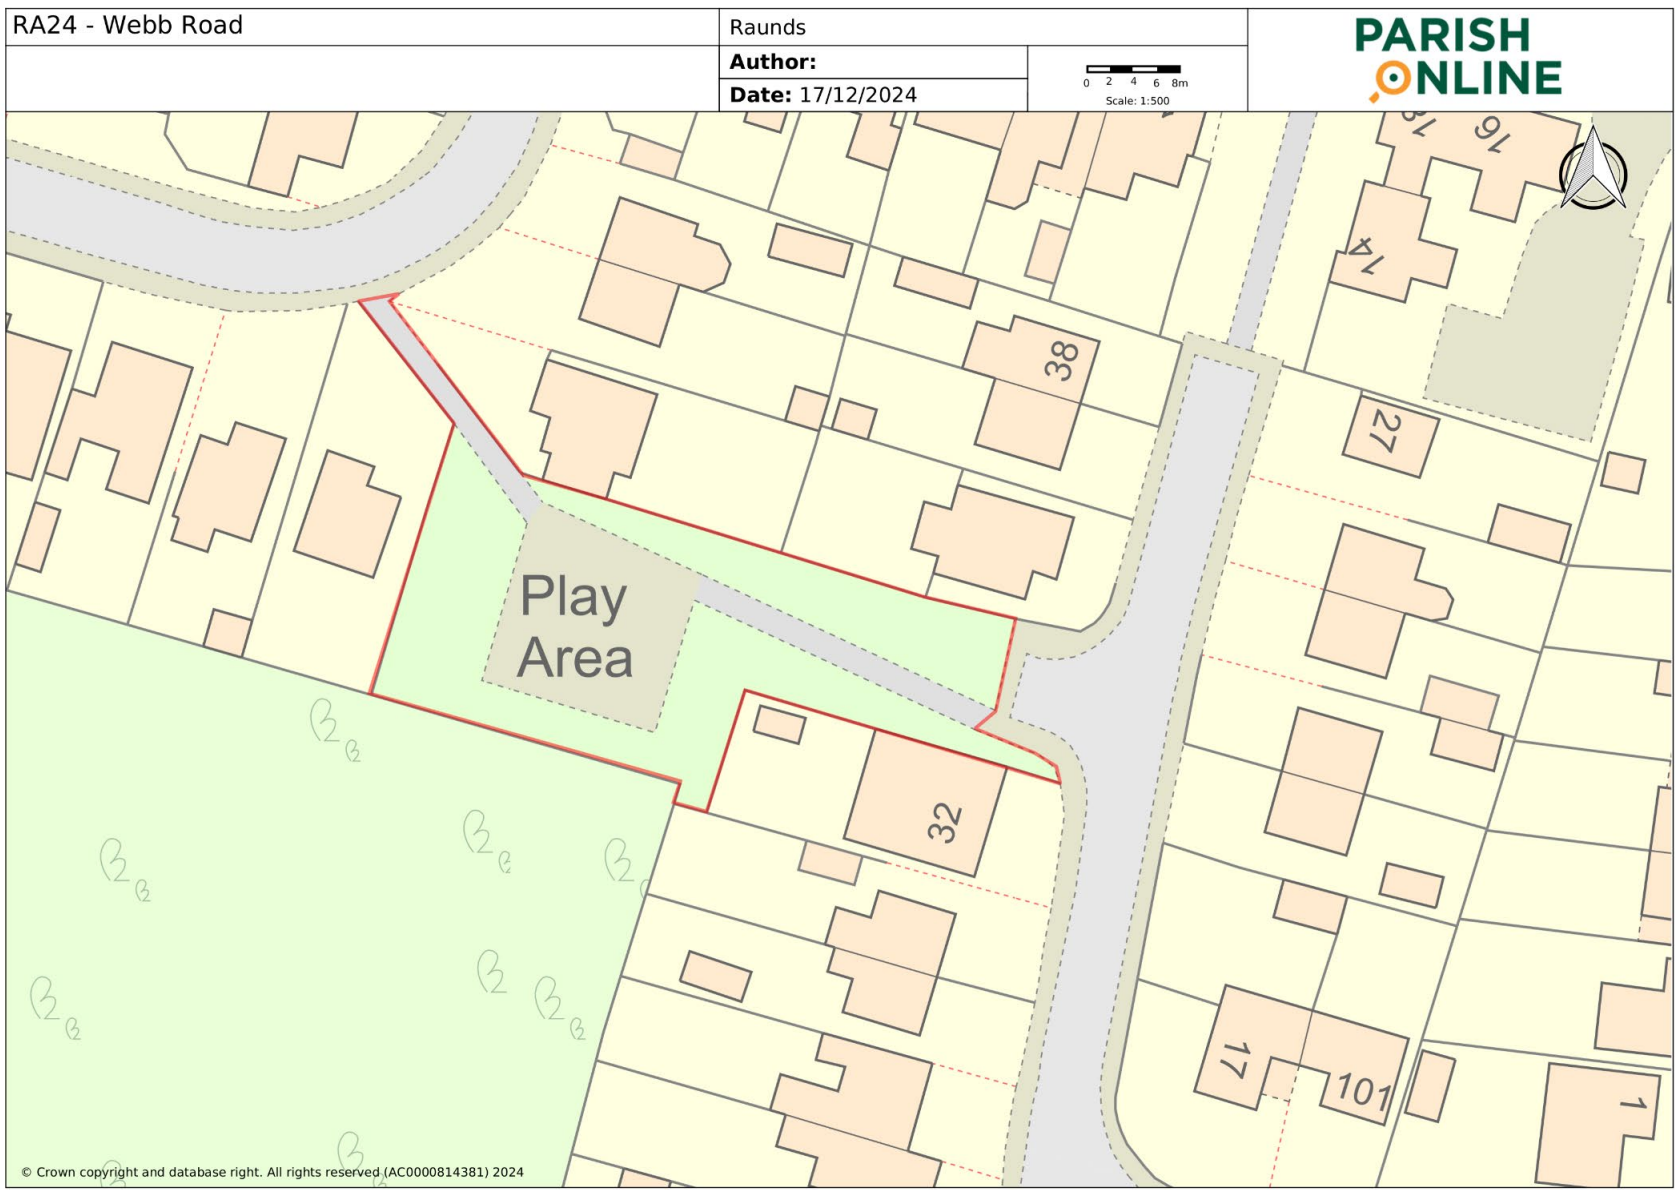 RA24 - Webb Road
Raunds
Author:
Date: 17/12/2024
0 2 4 6 8m
Scale: 1:500
PARISH
ONLINE
16
74
38
27
Play
Area
32
17
101
1
© Crown copyright and database right. All rights reserved (AC0000814381) 2024